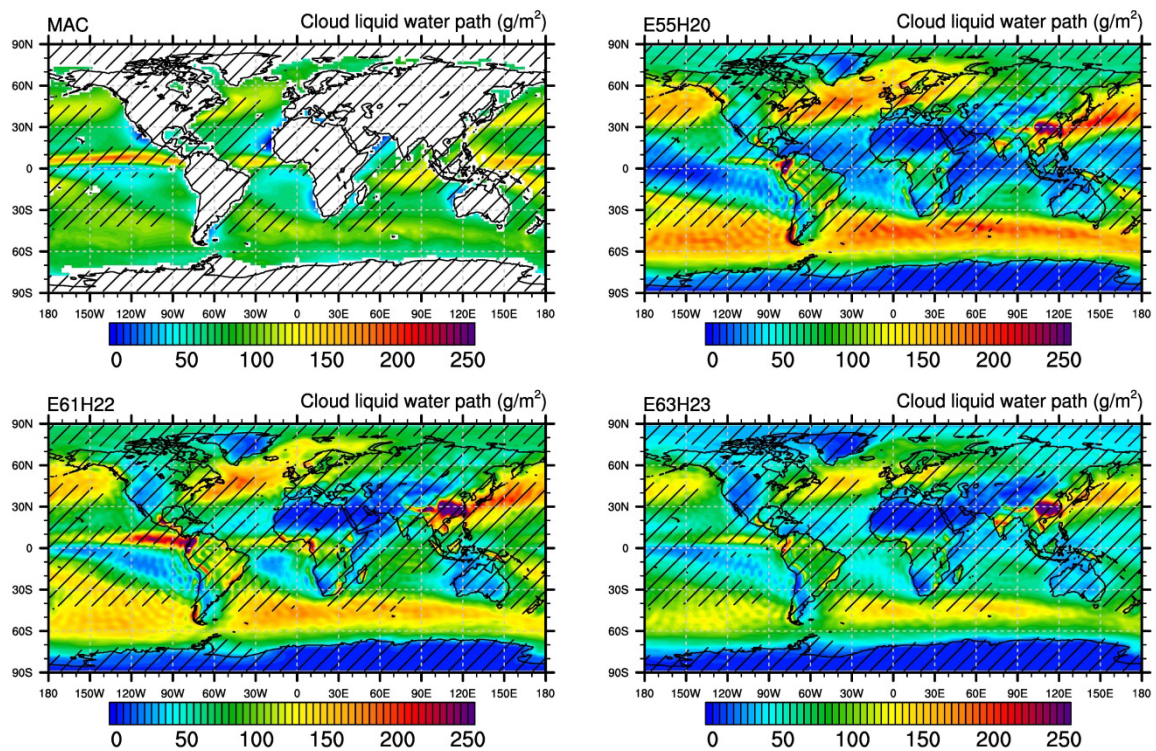 MAC Cloud liquid water path (g/m²)
90N
60N
30N
0
30S
60S
90S
180 150W 120W 90W 60W 30W 0 30E 60E 90E 120E 150E 180
0 50 100 150 200 250
E55H20 Cloud liquid water path (g/m²)
90N
60N
30N
0
30S
60S
90S
180 150W 120W 90W 60W 30W 0 30E 60E 90E 120E 150E 180
0 50 100 150 200 250
E61H22 Cloud liquid water path (g/m²)
90N
60N
30N
0
30S
60S
90S
180 150W 120W 90W 60W 30W 0 30E 60E 90E 120E 150E 180
0 50 100 150 200 250
E63H23 Cloud liquid water path (g/m²)
90N
60N
30N
0
30S
60S
90S
180 150W 120W 90W 60W 30W 0 30E 60E 90E 120E 150E 180
0 50 100 150 200 250